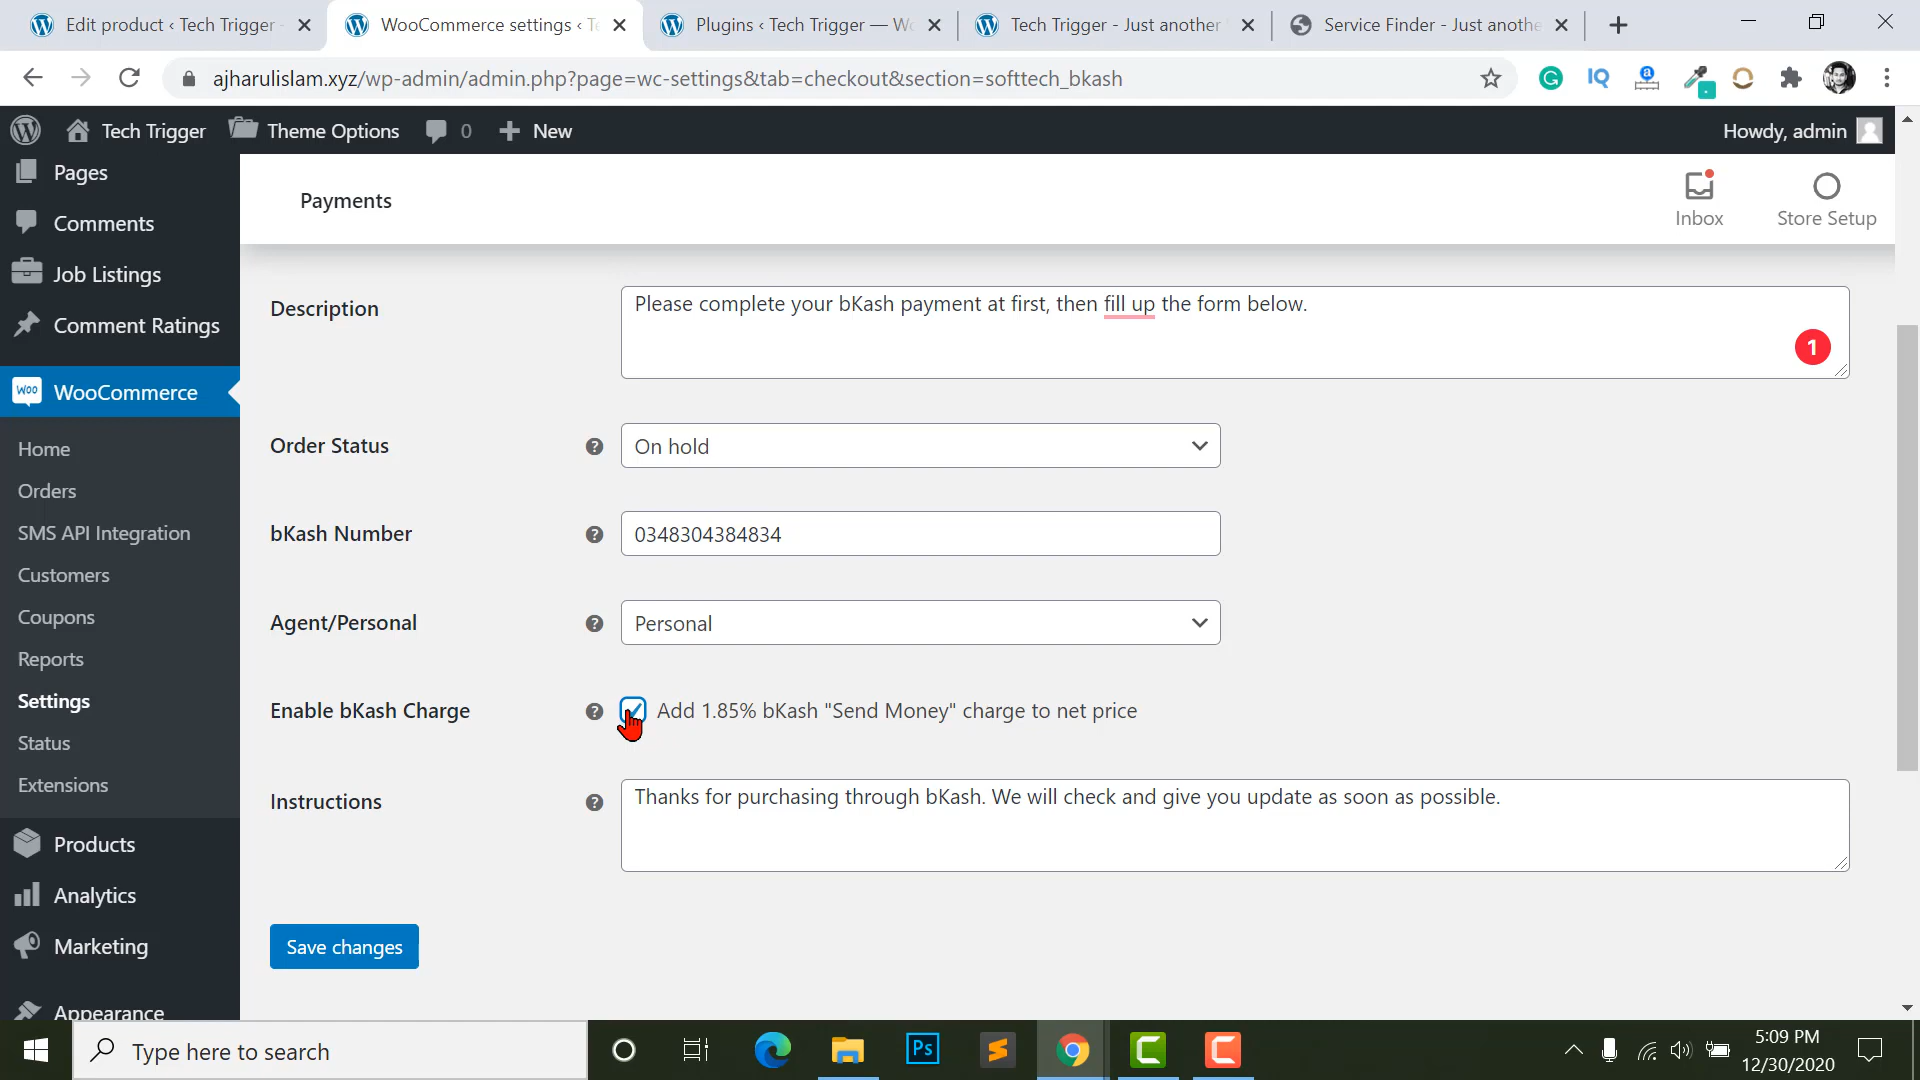 Edit product ‹ Tech Trigger
WooCommerce settings ‹ Te
Plugins ‹ Tech Trigger — Wo
Tech Trigger - Just another
Service Finder - Just anothe
ajharulislam.xyz/wp-admin/admin.php?page=wc-settings&tab=checkout&section=softtech_bkash
a
IQ
Tech Trigger
Theme Options
0
New
Howdy, admin
Pages
Comments
Job Listings
Comment Ratings
Woo
WooCommerce
Home
Orders
SMS API Integration
Customers
Coupons
Reports
Settings
Status
Extensions
Products
Analytics
Marketing
Appearance
Payments
Inbox
Store Setup
Description
Please complete your bKash payment at first, then fill up the form below.
1
Order Status
?
On hold
bKash Number
?
0348304384834
Agent/Personal
?
Personal
Enable bKash Charge
?
Add 1.85% bKash "Send Money" charge to net price
Instructions
?
Thanks for purchasing through bKash. We will check and give you update as soon as possible.
Save changes
Type here to search
Ps
5:09 PM
12/30/2020